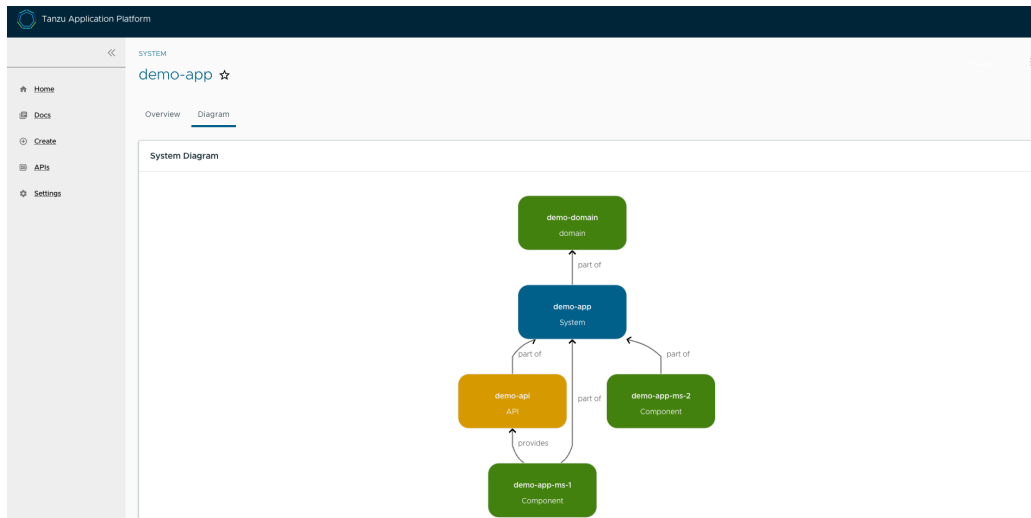 Tanzu Application Platform
SYSTEM
demo-app
Home
Docs
Create
APIs
Settings
Overview Diagram
System Diagram
demo-domain
domain
part of
demo-app
System
part of
part of
demo-api
API
part of
demo-app-ms-2
Component
provides
demo-app-ms-1
Component